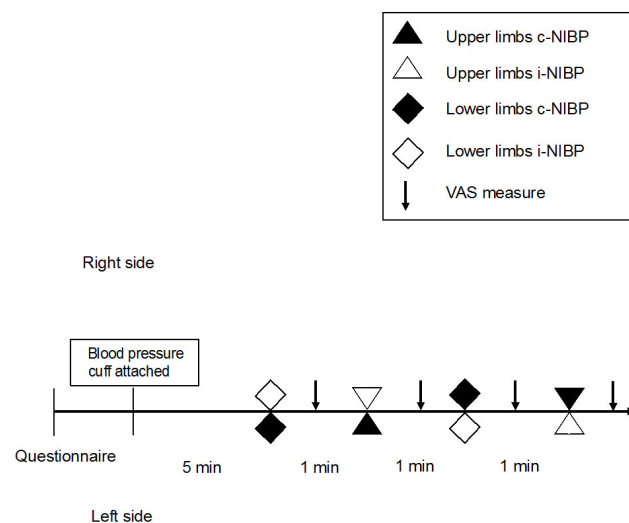 Upper limbs c-NIBP
Upper limbs i-NIBP
Lower limbs c-NIBP
Lower limbs i-NIBP
VAS measure
Right side
Blood pressure
cuff attached
Questionnaire
5 min
1 min
1 min
1 min
Left side